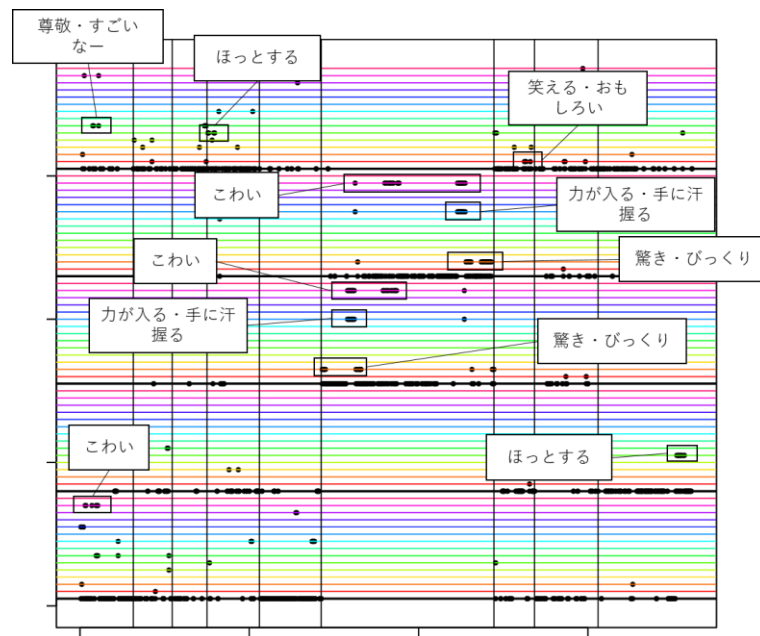 尊敬・すごい
なー
ほっとする
笑える・おも
しろい
こわい
力が入る・手に汗
握る
こわい
驚き・びっくり
力が入る・手に汗
握る
驚き・びっくり
こわい
ほっとする